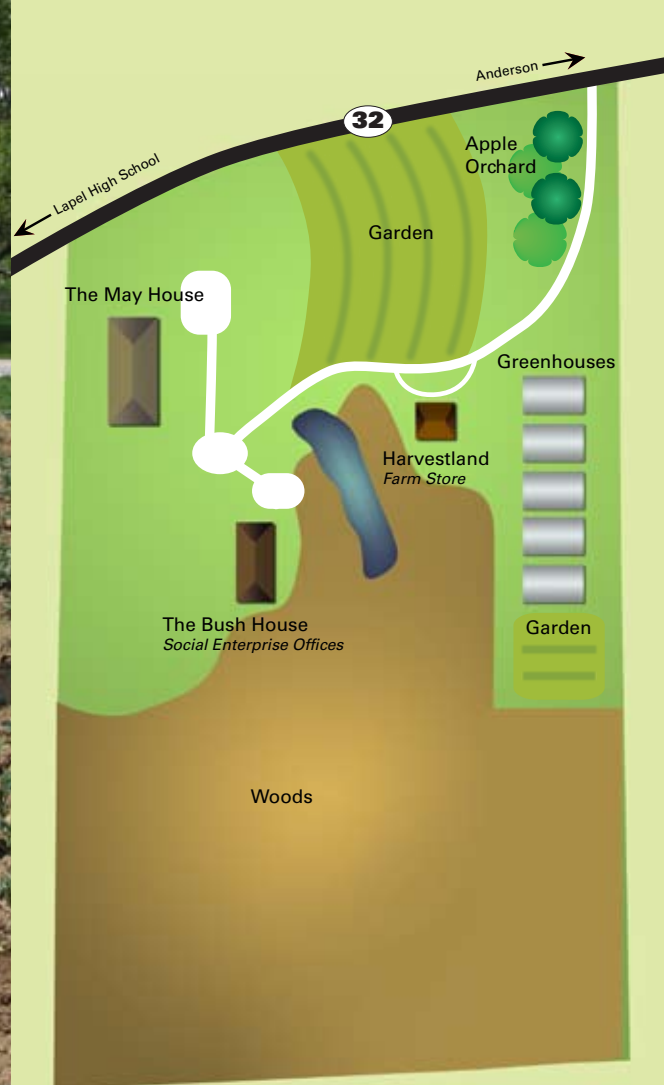 Anderson
32
Lapel High School
Apple
Orchard
Garden
The May House
Greenhouses
Harvestland
Farm Store
The Bush House
Social Enterprise Offices
Garden
Woods